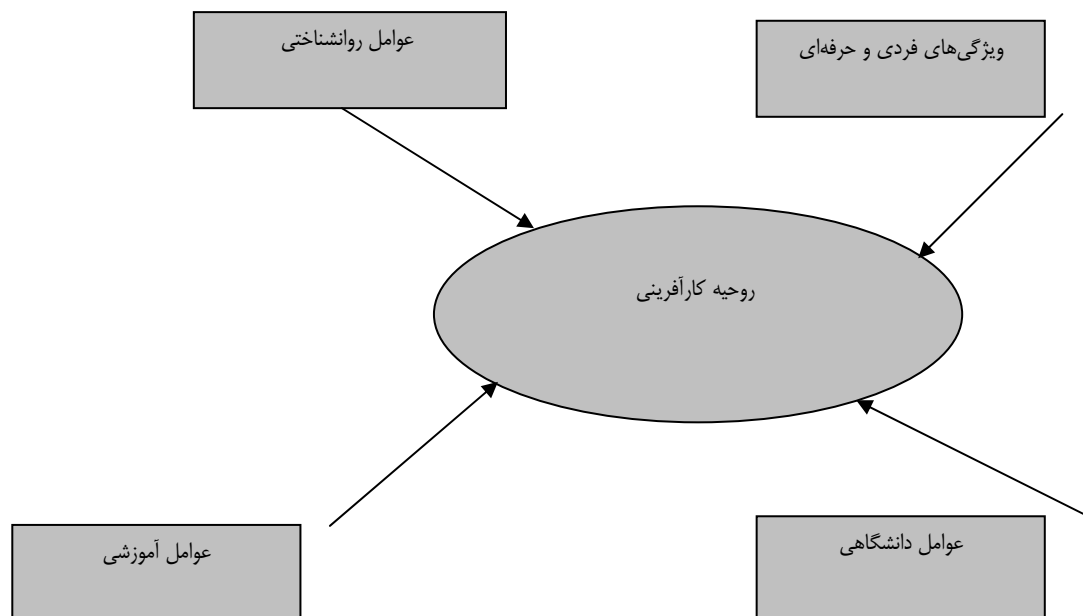 ویژگی‌های فردی و حرفه‌ای
عوامل روانشناختی
روحیه کارآفرینی
عوامل دانشگاهی
عوامل آموزشی